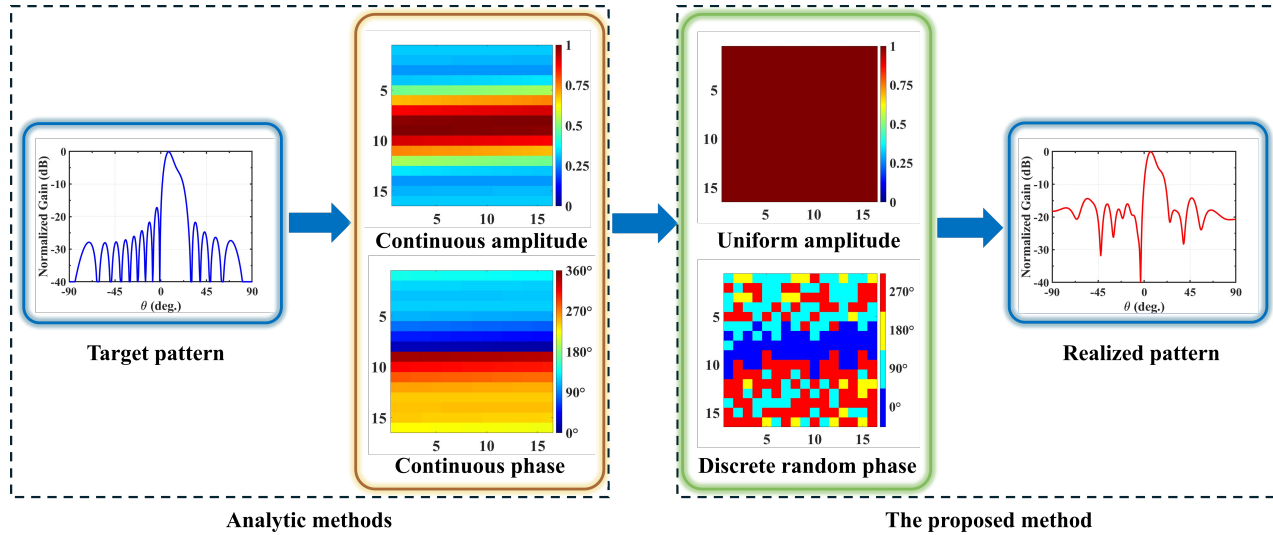 Normalized Gain (dB)
0
-10
-20
-30
-40
-90 -45 0 45 90
θ (deg.)
Target pattern
5
10
15
5 10 15
1
0.75
0.5
0.25
0
Continuous amplitude
5
10
15
5 10 15
360°
270°
180°
90°
0°
Continuous phase
Analytic methods
5
10
15
5 10 15
1
0.75
0.5
0.25
0
Uniform amplitude
5
10
15
5 10 15
270°
180°
90°
0°
Discrete random phase
The proposed method
Normalized Gain (dB)
0
-10
-20
-30
-40
-90 -45 0 45 90
θ (deg.)
Realized pattern